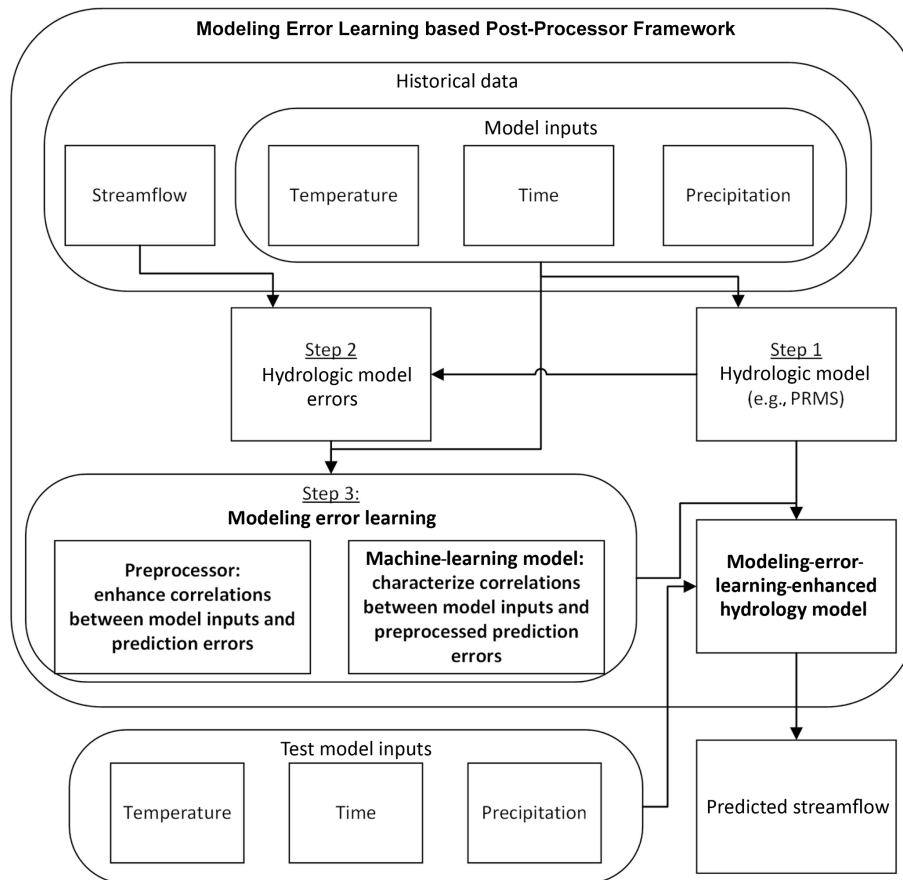 Modeling Error Learning based Post-Processor Framework
Historical data
Model inputs
Streamflow
Temperature
Time
Precipitation
Step 2
Hydrologic model
errors
Step 1
Hydrologic model
(e.g., PRMS)
Step 3:
Modeling error learning
Preprocessor:
enhance correlations
between model inputs and
prediction errors
Machine-learning model:
characterize correlations
between model inputs and
preprocessed prediction
errors
Modeling-error-
learning-enhanced
hydrology model
Test model inputs
Temperature
Time
Precipitation
Predicted streamflow